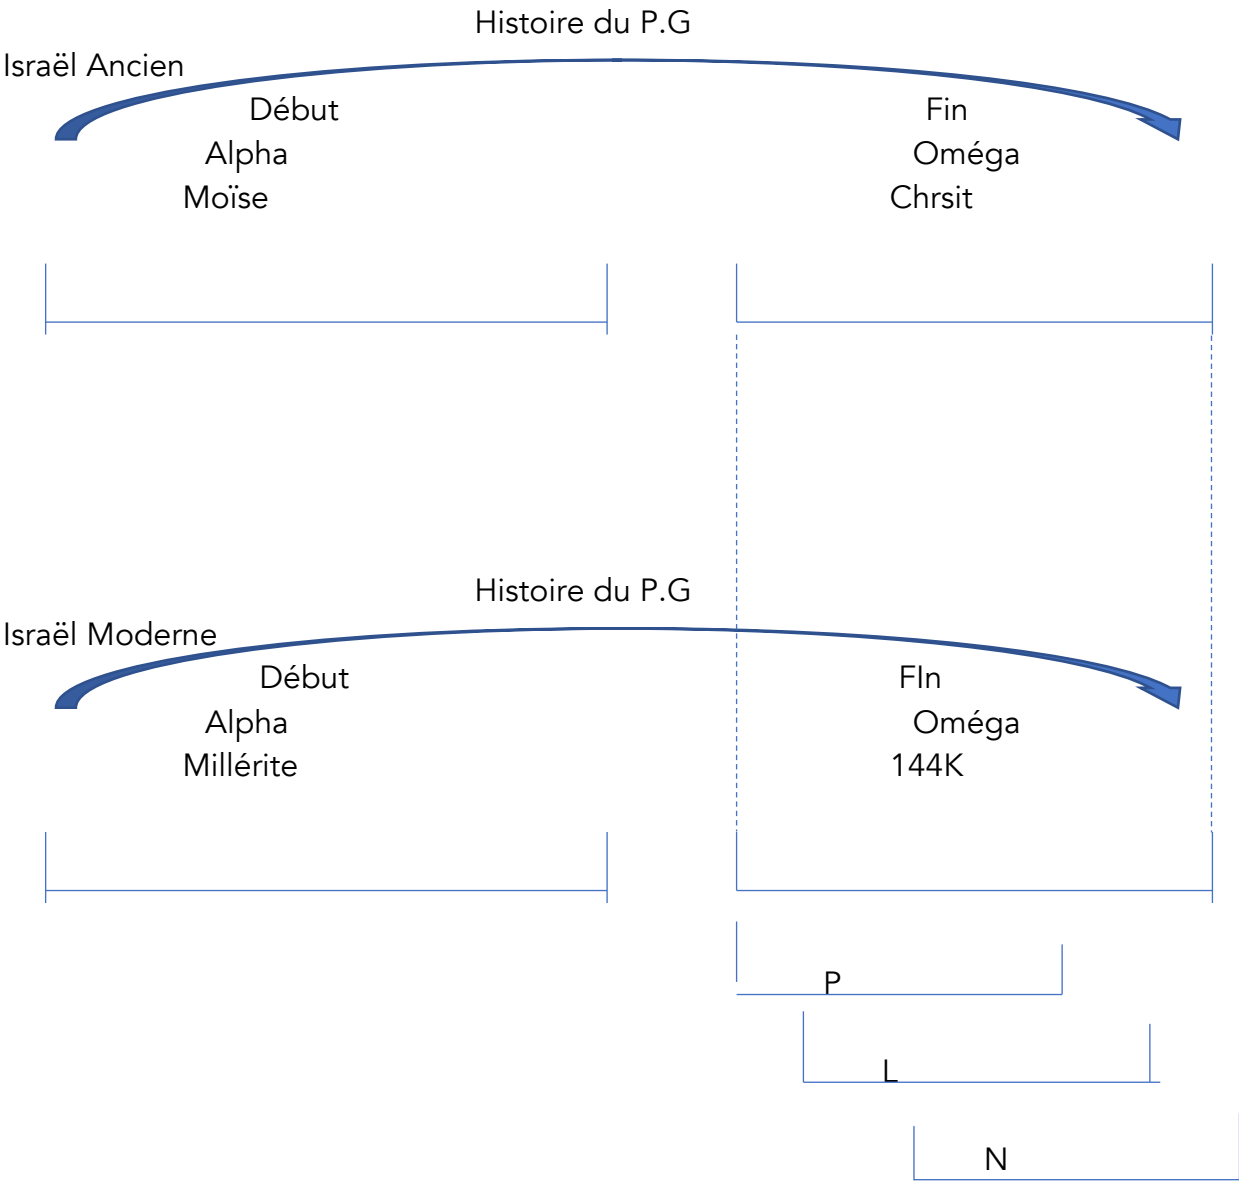 Histoire du P.G
Israël Ancien
Début
Fin
Alpha
Oméga
Moïse
Chrsit
Histoire du P.G
Israël Moderne
Début
FIn
Alpha
Oméga
Millérite
144K
P
L
N